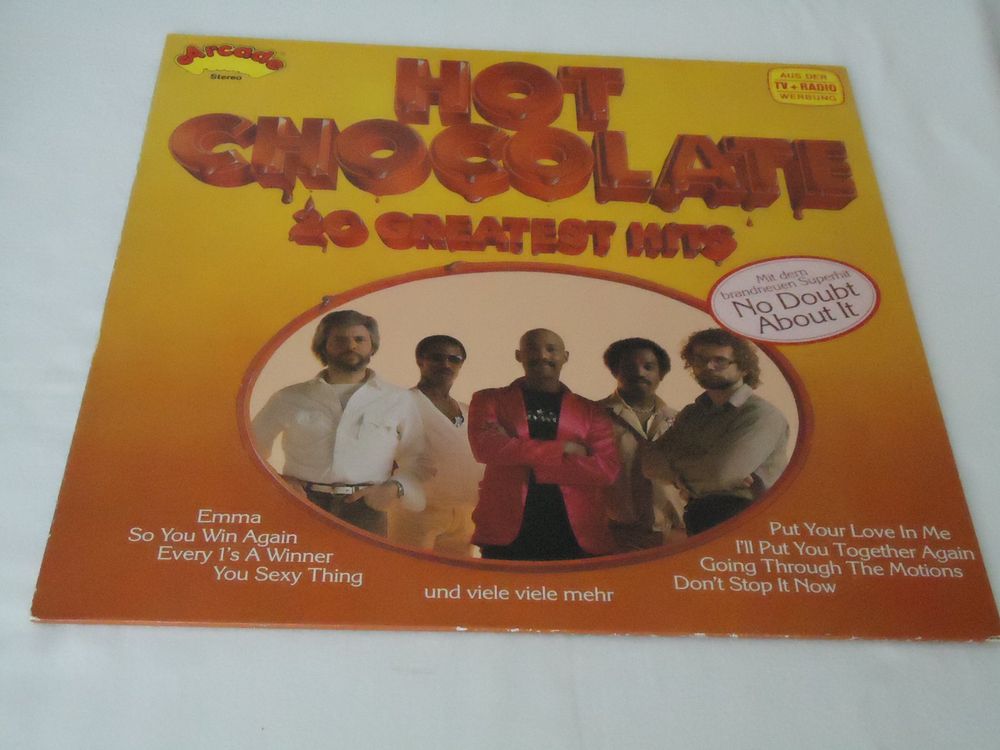 Arcade
Stereo
HOT
CHOCOLATE
20 GREATEST HITS
AUS DER
TV + RADIO
WERBUNG
Mit dem
brandneuen Superhit
No Doubt
About It
Emma
So You Win Again
Every 1's A Winner
You Sexy Thing
und viele viele mehr
Put Your Love In Me
I'll Put You Together Again
Going Through The Motions
Don't Stop It Now